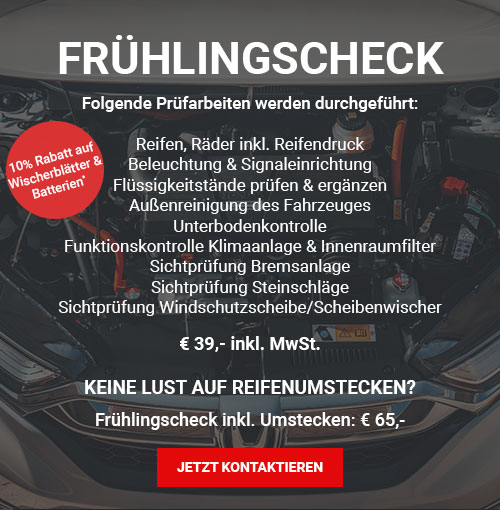 FRÜHLINGSCHECK
Folgende Prüfarbeiten werden durchgeführt:
10% Rabatt auf
Wischerblätter &
Batterien*
Reifen, Räder inkl. Reifendruck
Beleuchtung & Signaleinrichtung
Flüssigkeitstände prüfen & ergänzen
Außenreinigung des Fahrzeuges
Unterbodenkontrolle
Funktionskontrolle Klimaanlage & Innenraumfilter
Sichtprüfung Bremsanlage
Sichtprüfung Steinschläge
Sichtprüfung Windschutzscheibe/Scheibenwischer
€ 39,- inkl. MwSt.
KEINE LUST AUF REIFENUMSTECKEN?
Frühlingscheck inkl. Umstecken: € 65,-
JETZT KONTAKTIEREN